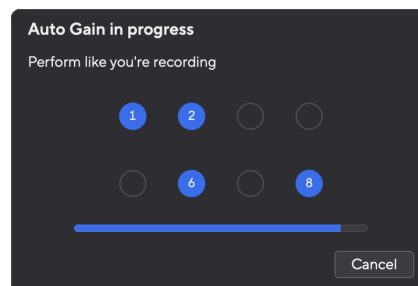 Auto Gain in progress
Perform like you're recording
1 2
6 8
Cancel